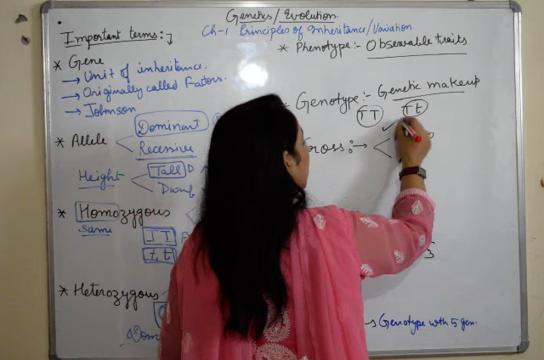 Genetics/Evolution
Ch-1 Principles of Inheritance/Variation
Important terms:-
* Phenotype:- Observable traits
* Gene
→ Unit of inheritance.
→ Originally called Factors.
→ Johnson
Genotype:- Genetic makeup
TT Tt
* Allele
Dominant
Recessive
Cross:→
Height
Tall D
Dwarf
* Homozygous
same
TT
tt
* Heterozygous
Genotype with 5 gen.